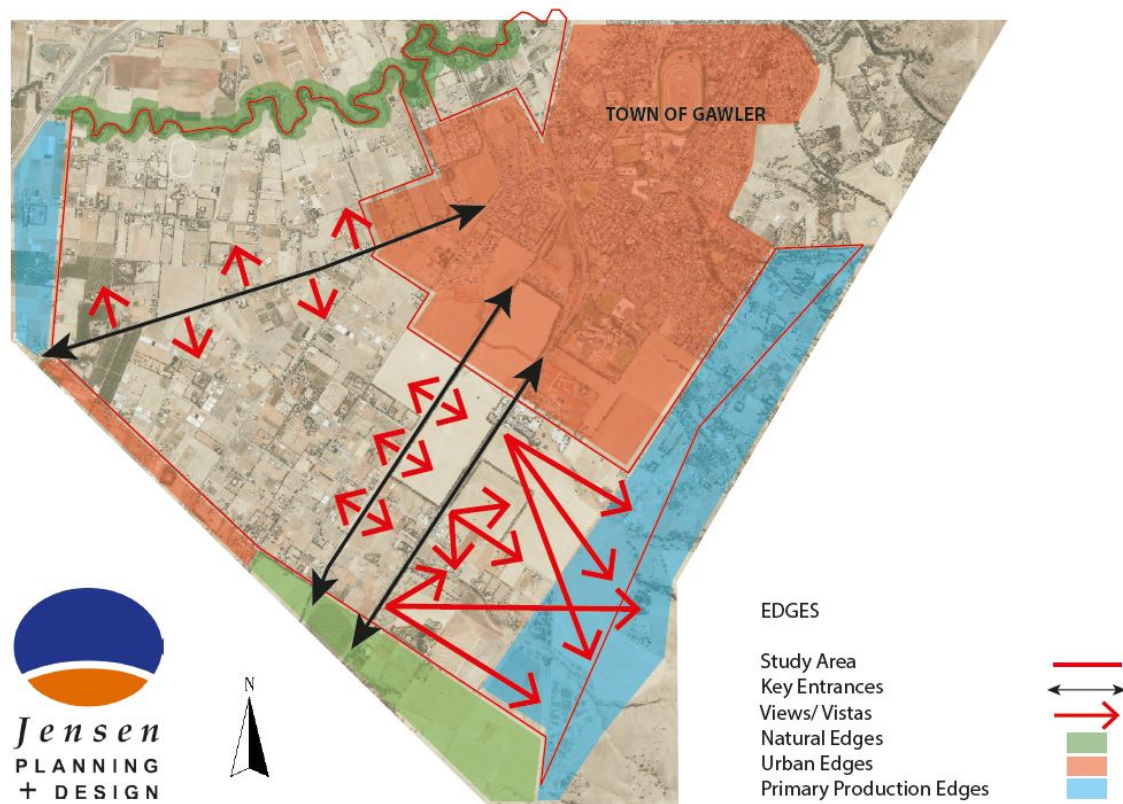 TOWN OF GAWLER
Jensen
PLANNING
+ DESIGN
N
EDGES
Study Area
Key Entrances
Views/ Vistas
Natural Edges
Urban Edges
Primary Production Edges